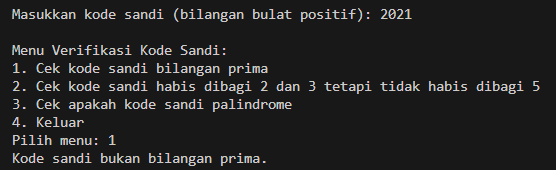 Masukkan kode sandi (bilangan bulat positif): 2021
Menu Verifikasi Kode Sandi:
1. Cek kode sandi bilangan prima
2. Cek kode sandi habis dibagi 2 dan 3 tetapi tidak habis dibagi 5
3. Cek apakah kode sandi palindrome
4. Keluar
Pilih menu: 1
Kode sandi bukan bilangan prima.